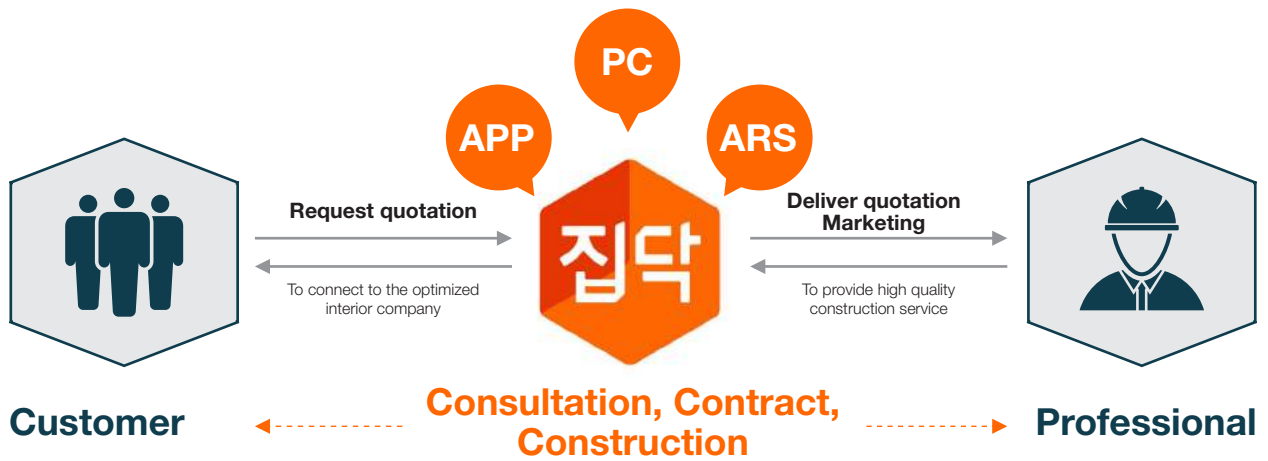 PC
APP
ARS
Request quotation
Deliver quotation
Marketing
집닥
To connect to the optimized
interior company
To provide high quality
construction service
Customer
Consultation, Contract,
Construction
Professional